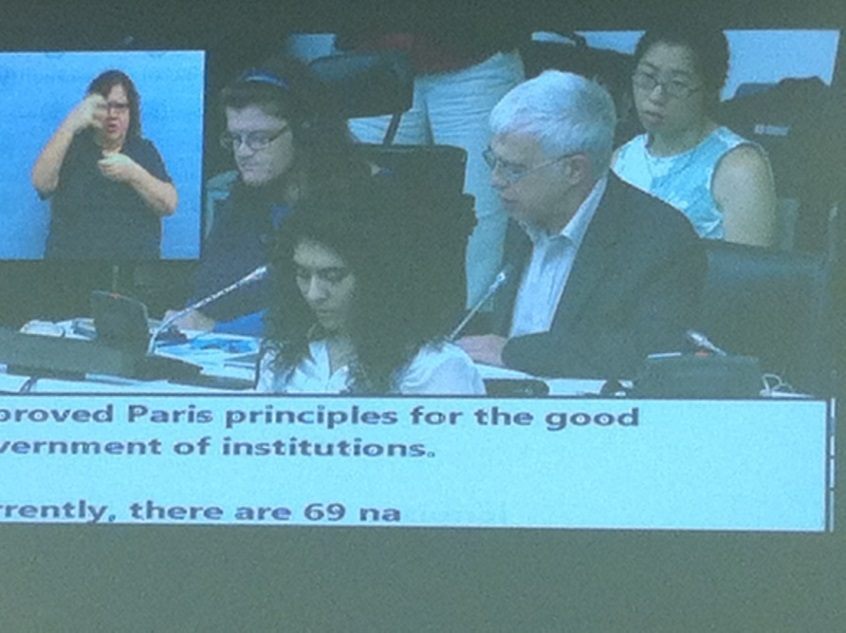 proved Paris principles for the good
vernment of institutions.
rrently, there are 69 na